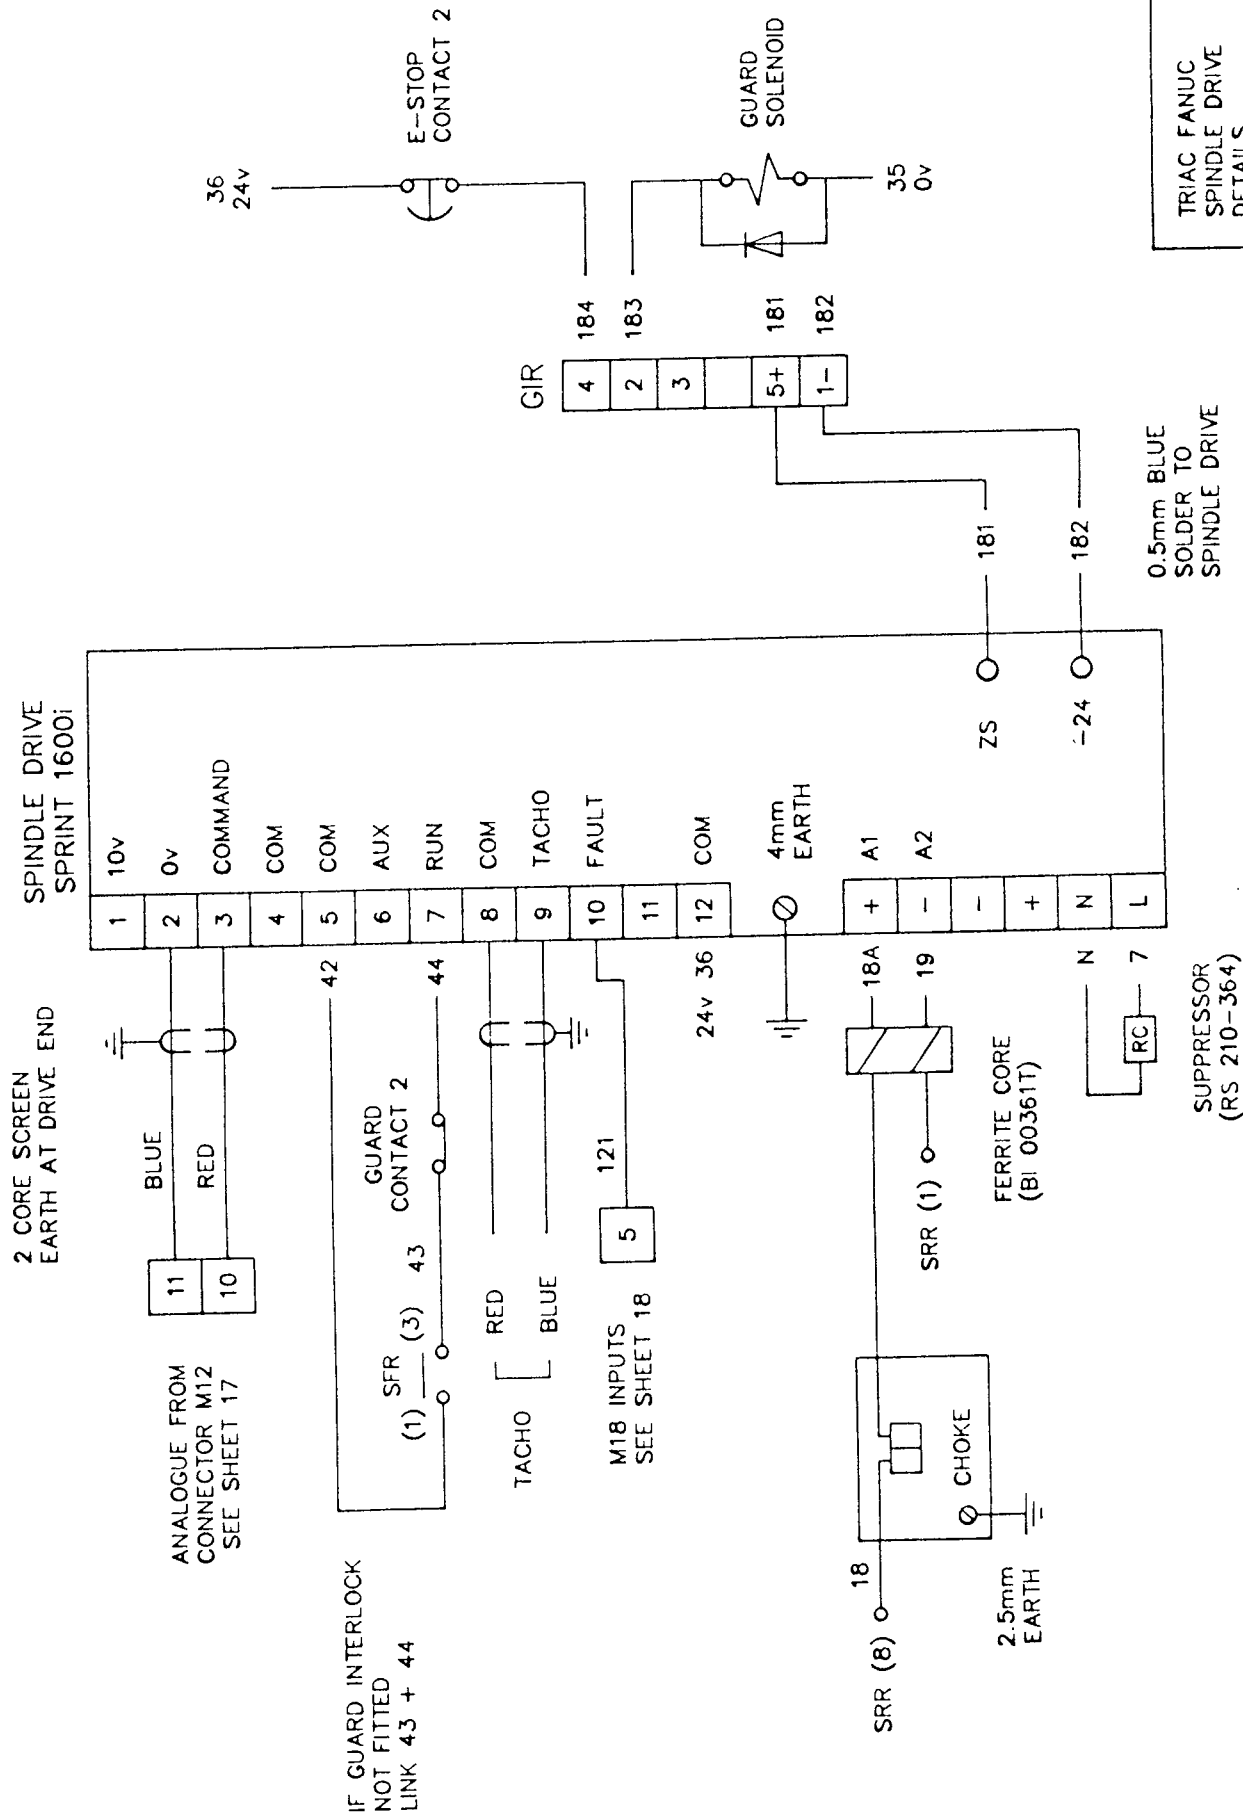 SPINDLE DRIVE
SPRINT 1600i
2 CORE SCREEN
EARTH AT DRIVE END
ANALOGUE FROM
CONNECTOR M12
SEE SHEET 17
11
10
BLUE
RED
1
10v
2
0v
3
COMMAND
4
COM
5
COM
6
AUX
7
RUN
8
COM
9
TACHO
10
FAULT
11
12
COM
42
44
24v 36
IF GUARD INTERLOCK
NOT FITTED
LINK 43 + 44
(1) SFR (3)
43
GUARD
CONTACT 2
TACHO
RED
BLUE
M18 INPUTS
SEE SHEET 18
5
121
4mm
EARTH
+
A1
-
A2
-
+
N
L
18A
19
N
7
RC
SUPPRESSOR
(RS 210-364)
FERRITE CORE
(BI 00361T)
SRR (1)
SRR (8)
18
CHOKE
2.5mm
EARTH
ZS
-24
181
182
0.5mm BLUE
SOLDER TO
SPINDLE DRIVE
GIR
4
2
3
5+
1-
184
183
181
182
36
24v
E-STOP
CONTACT 2
GUARD
SOLENOID
35
0v
TRIAC FANUC
SPINDLE DRIVE
DETAILS